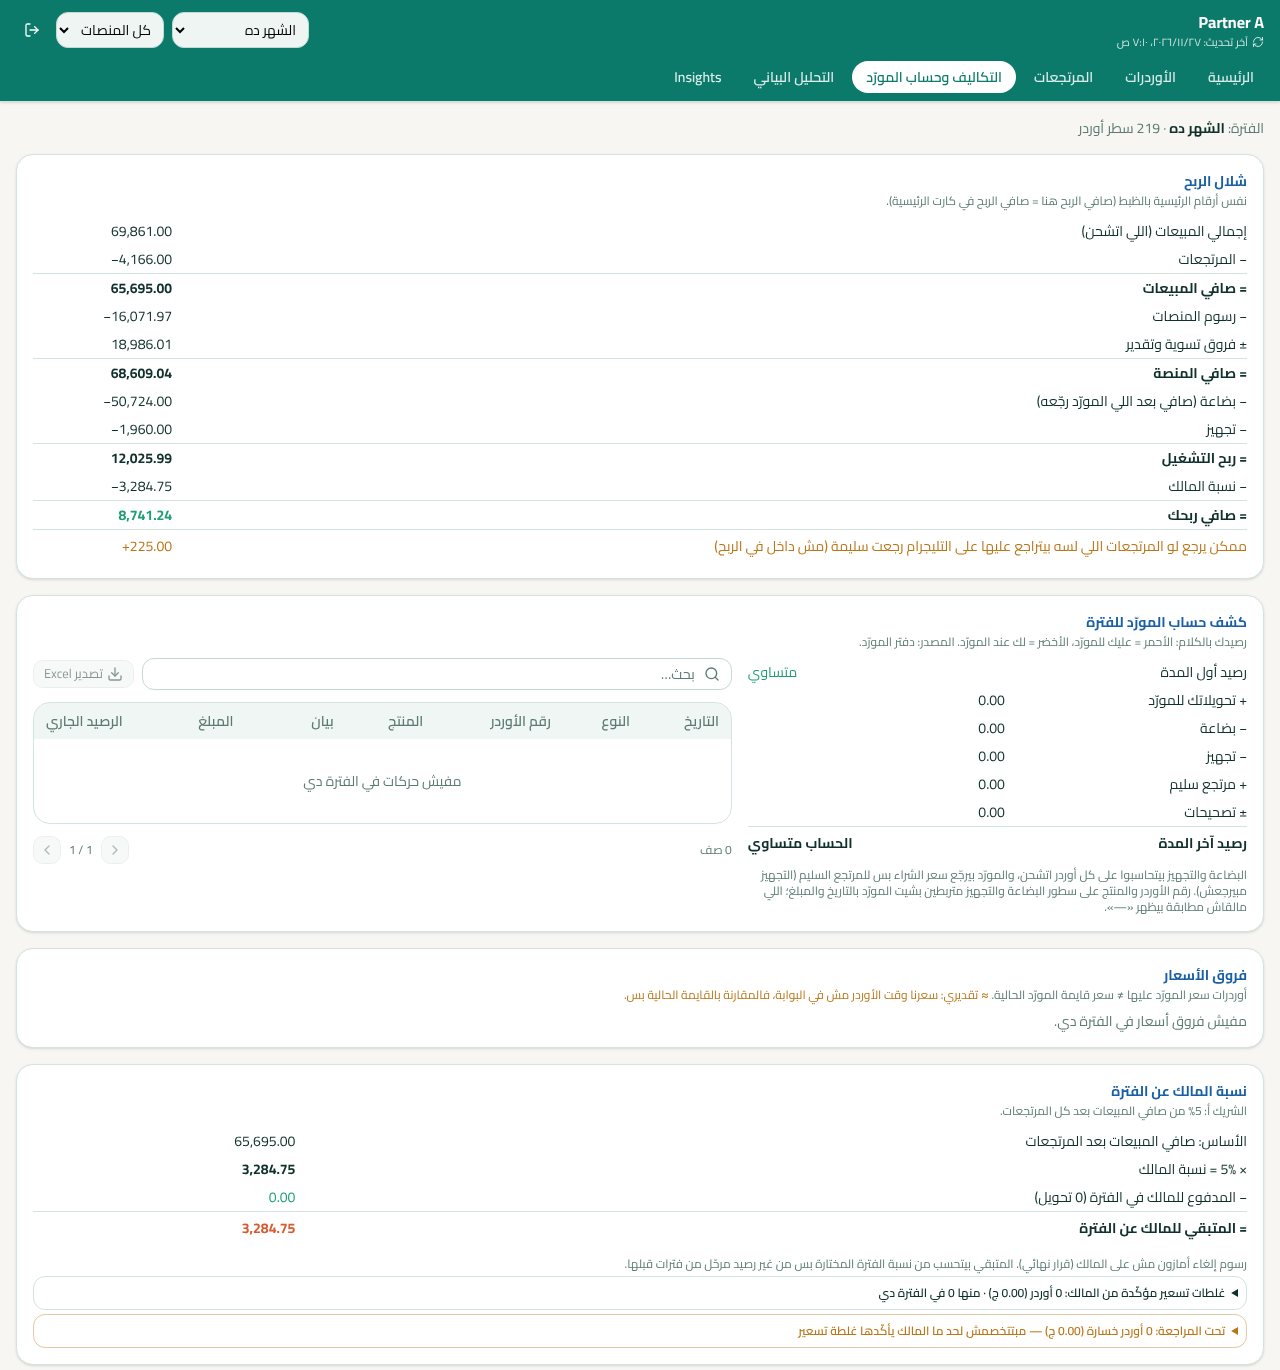 Partner A
آخر تحديث: ٢٠٢٦/١١/٢٧، ٧:١٠ ص
الشهر ده
كل المنصات
الرئيسية
الأوردرات
المرتجعات
التكاليف وحساب المورّد
التحليل البياني
Insights
الفترة: الشهر ده · 219 سطر أوردر
شلال الربح
نفس أرقام الرئيسية بالظبط (صافي الربح هنا = صافي الربح في كارت الرئيسية).
إجمالي المبيعات (اللي اتشحن) 69,861.00
− المرتجعات −4,166.00
= صافي المبيعات 65,695.00
− رسوم المنصات −16,071.97
± فروق تسوية وتقدير 18,986.01
= صافي المنصة 68,609.04
− بضاعة (صافي بعد اللي المورّد رجّعه) −50,724.00
− تجهيز −1,960.00
= ربح التشغيل 12,025.99
− نسبة المالك −3,284.75
= صافي ربحك 8,741.24
ممكن يرجع لو المرتجعات اللي لسه بيتراجع عليها على التليجرام رجعت سليمة (مش داخل في الربح) +225.00
كشف حساب المورّد للفترة
رصيدك بالكلام: الأحمر = عليك للمورّد، الأخضر = لك عند المورّد. المصدر: دفتر المورّد.
رصيد أول المدة متساوي
+ تحويلاتك للمورّد 0.00
− بضاعة 0.00
− تجهيز 0.00
+ مرتجع سليم 0.00
± تصحيحات 0.00
رصيد آخر المدة الحساب متساوي
البضاعة والتجهيز بيتحاسبوا على كل أوردر اتشحن، والمورّد بيرجّع سعر الشراء بس للمرتجع السليم (التجهيز
مبيرجعش). رقم الأوردر والمنتج على سطور البضاعة والتجهيز متربطين بشيت المورّد بالتاريخ والمبلغ؛ اللي
مالقاش مطابقة بيظهر «—».
بحث...
تصدير Excel
التاريخ النوع رقم الأوردر المنتج بيان المبلغ الرصيد الجاري
مفيش حركات في الفترة دي
0 صف
1 / 1
فروق الأسعار
أوردرات سعر المورّد عليها ≠ سعر قايمة المورّد الحالية. ≈ تقديري: سعرنا وقت الأوردر مش في البوابة، فالمقارنة بالقايمة الحالية بس.
مفيش فروق أسعار في الفترة دي.
نسبة المالك عن الفترة
الشريك أ: 5% من صافي المبيعات بعد كل المرتجعات.
الأساس: صافي المبيعات بعد المرتجعات 65,695.00
× 5% = نسبة المالك 3,284.75
− المدفوع للمالك في الفترة (0 تحويل) 0.00
= المتبقي للمالك عن الفترة 3,284.75
رسوم إلغاء أمازون مش على المالك (قرار نهائي). المتبقي بيتحسب من نسبة الفترة المختارة بس من غير رصيد مرحّل من فترات قبلها.
غلطات تسعير مؤكّدة من المالك: 0 أوردر (0.00 ج) · منها 0 في الفترة دي
تحت المراجعة: 0 أوردر خسارة (0.00 ج) — مبتتخصمش لحد ما المالك يأكّدها غلطة تسعير